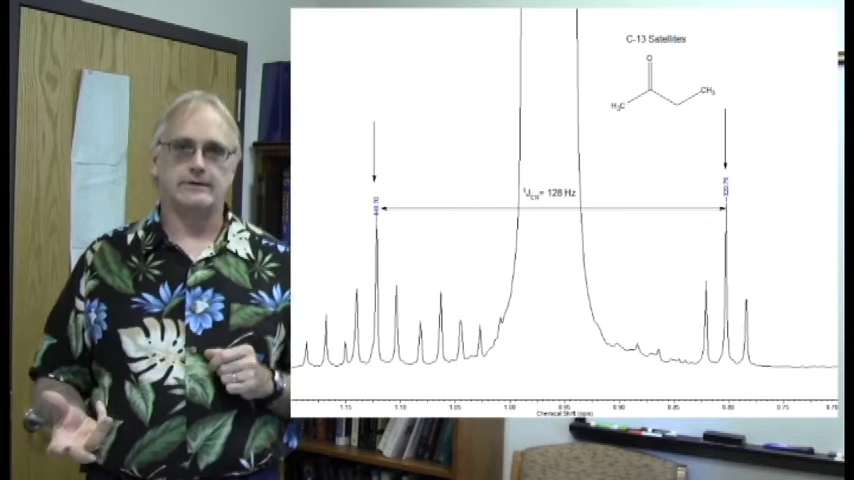 C-13 Satellites
O
H₃C
CH₃
¹J_CH = 128 Hz
1.15 1.10 1.05 1.00 0.95 0.90 0.85 0.80 0.75 0.70
Chemical Shift (ppm)